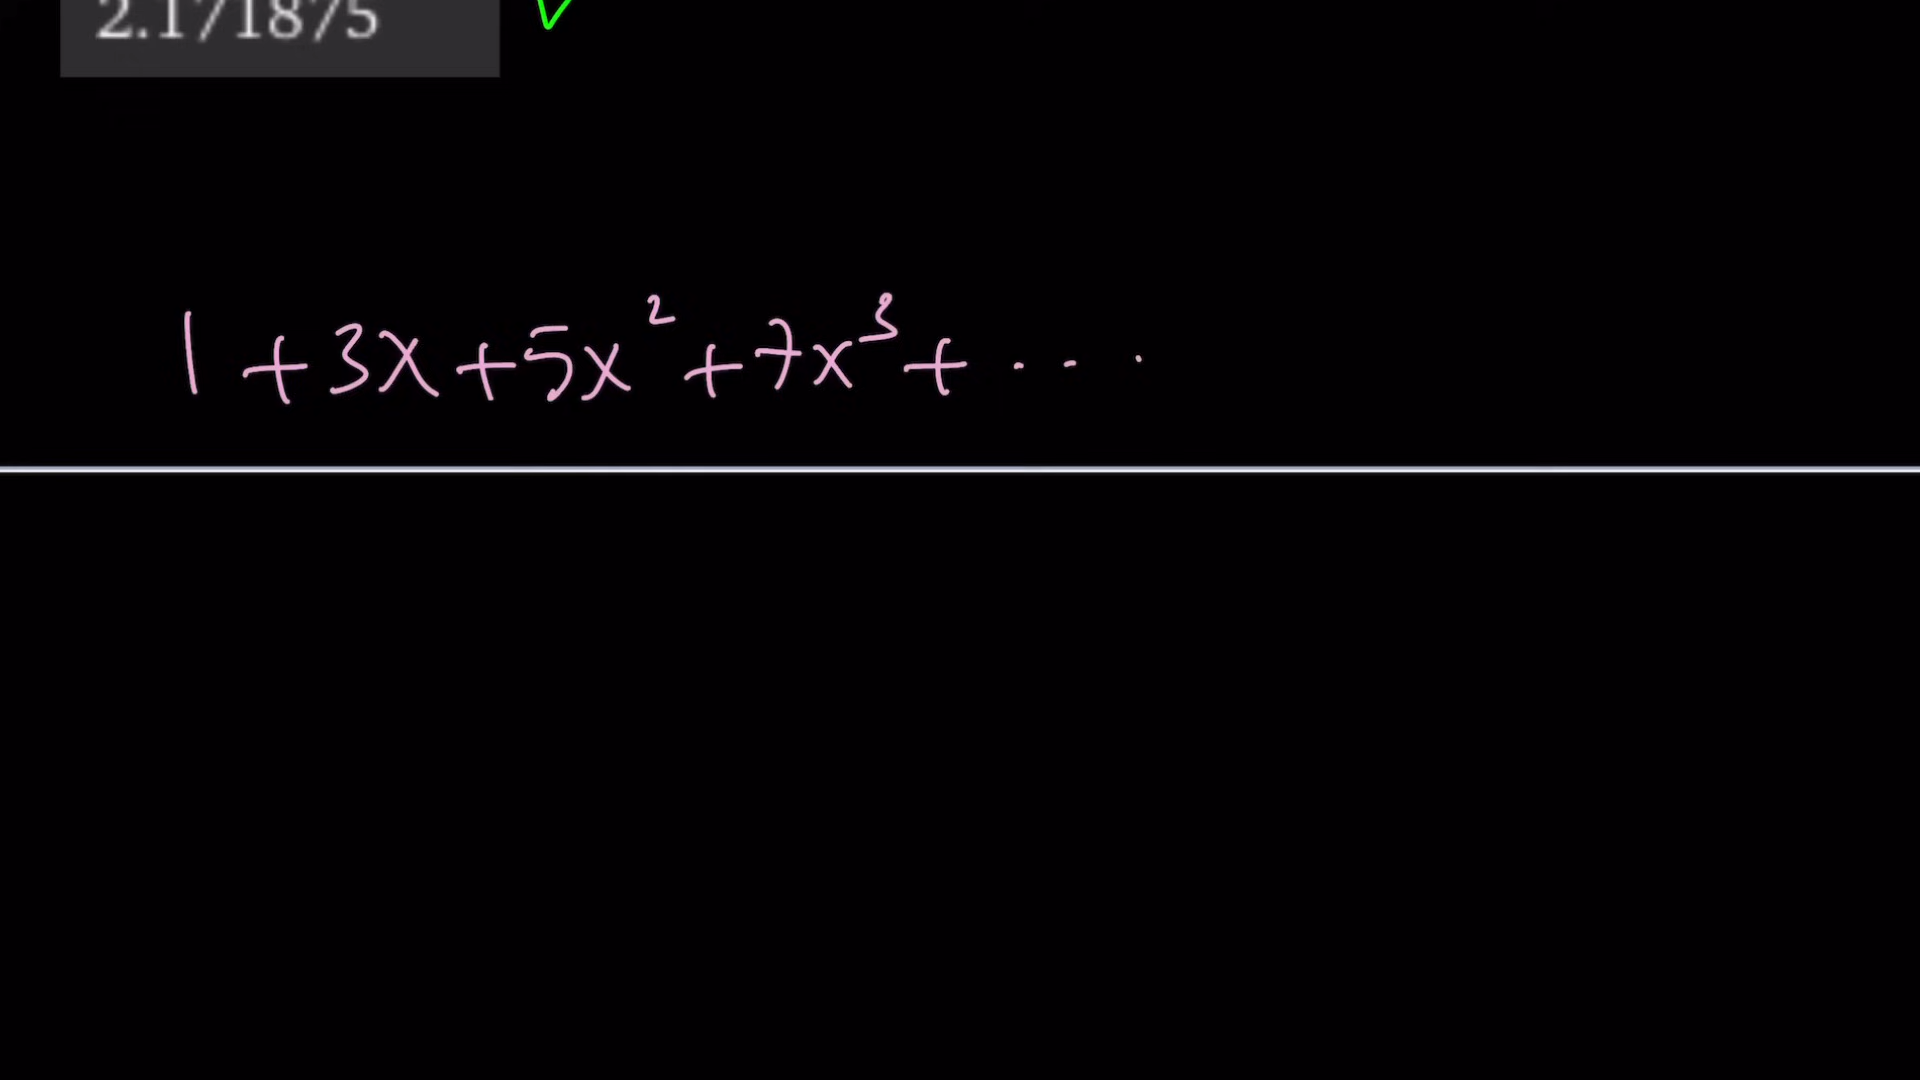 2.171875
1 + 3x + 5x² + 7x³ + ...